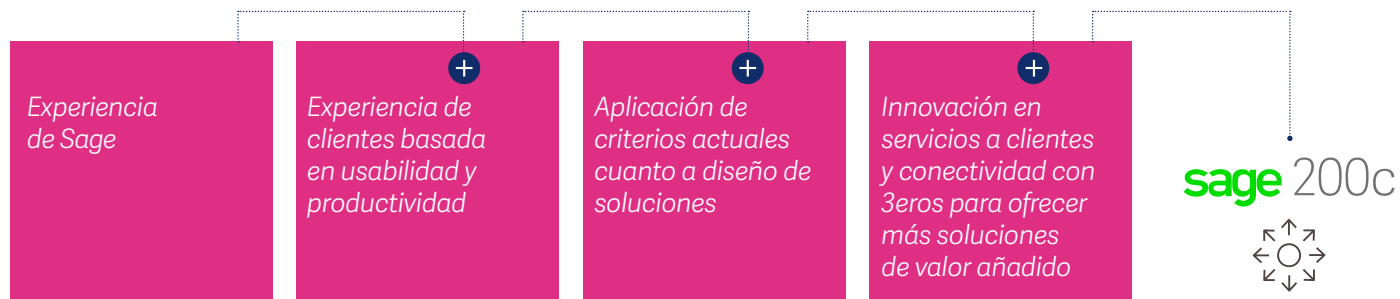 Experiencia
de Sage
Experiencia de
clientes basada
en usabilidad y
productividad
Aplicación de
criterios actuales
cuanto a diseño de
soluciones
Innovación en
servicios a clientes
y conectividad con
3eros para ofrecer
más soluciones
de valor añadido
sage 200c